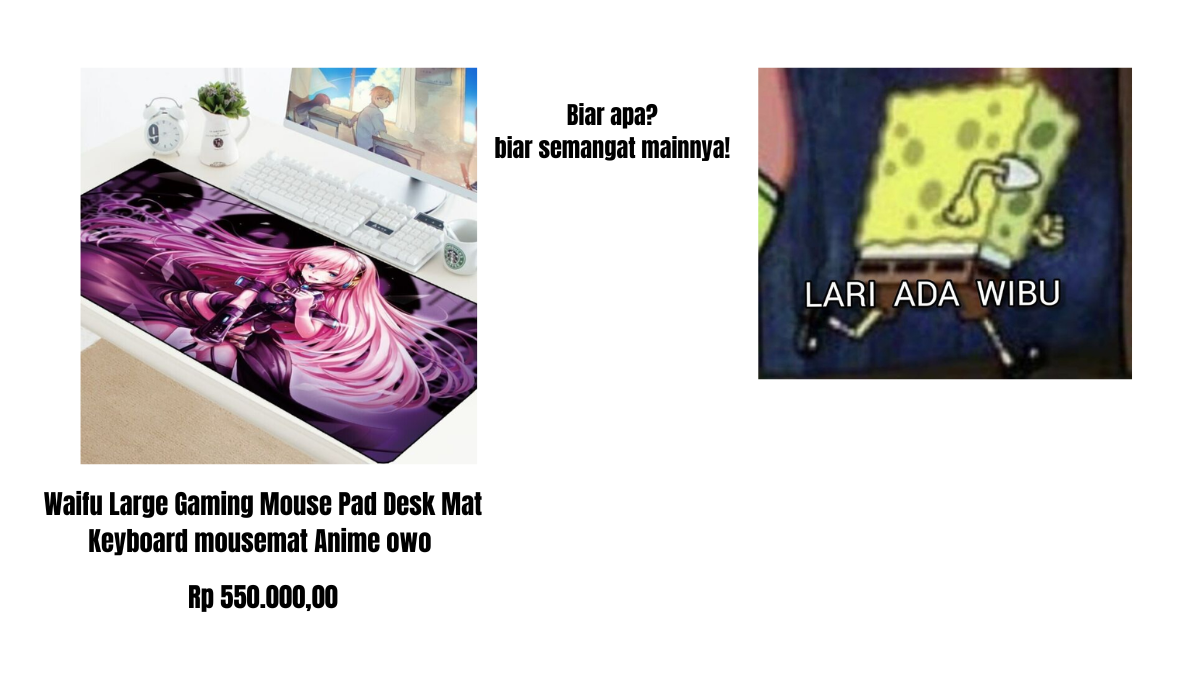 Biar apa?
biar semangat mainnya!
LARI ADA WIBU
Waifu Large Gaming Mouse Pad Desk Mat
Keyboard mousemat Anime owo
Rp 550.000,00